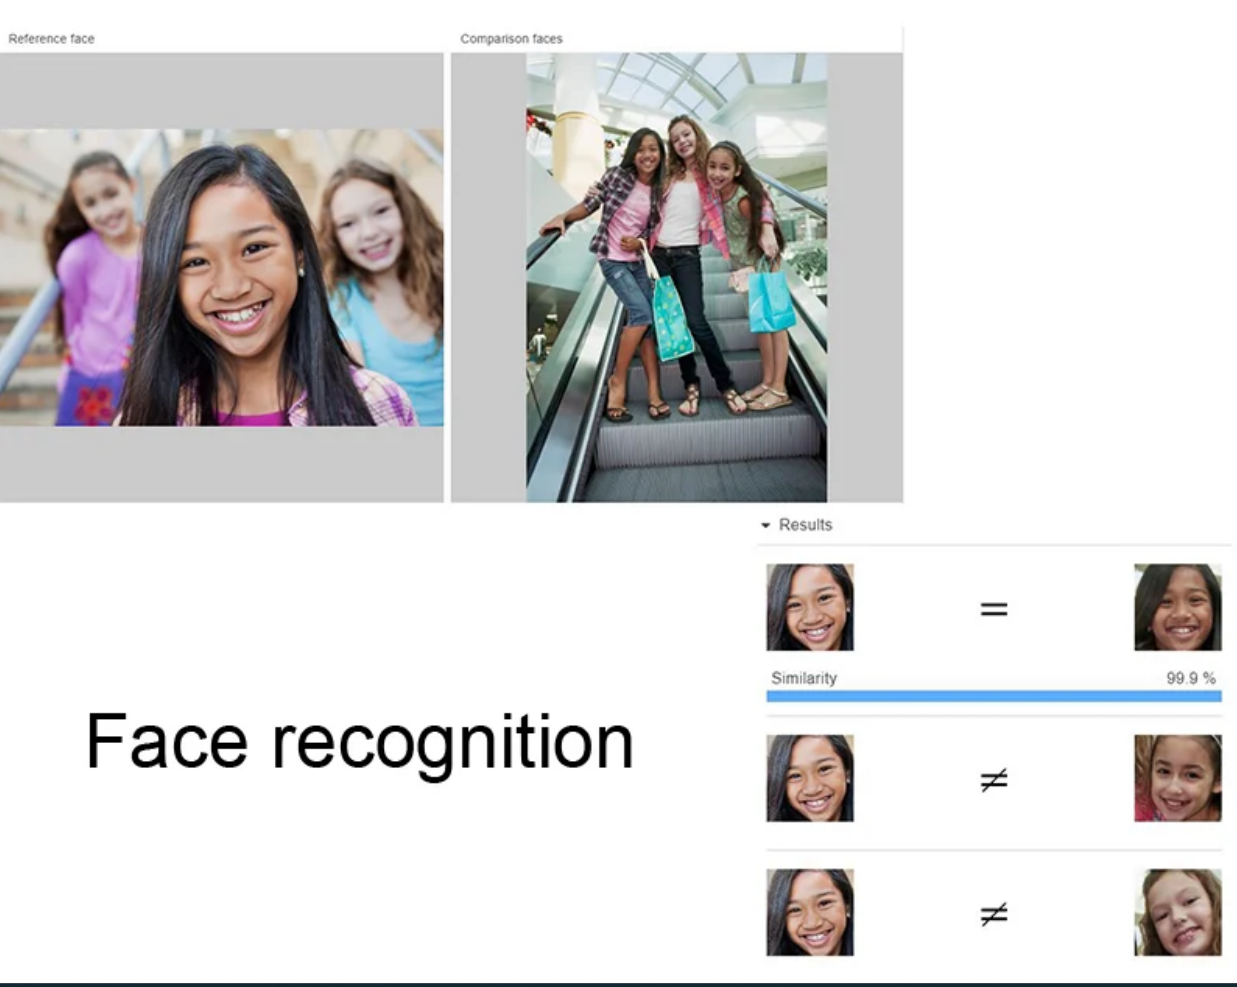 Reference face
Comparison faces
Results
=
Similarity 99.9 %
≠
≠
Face recognition